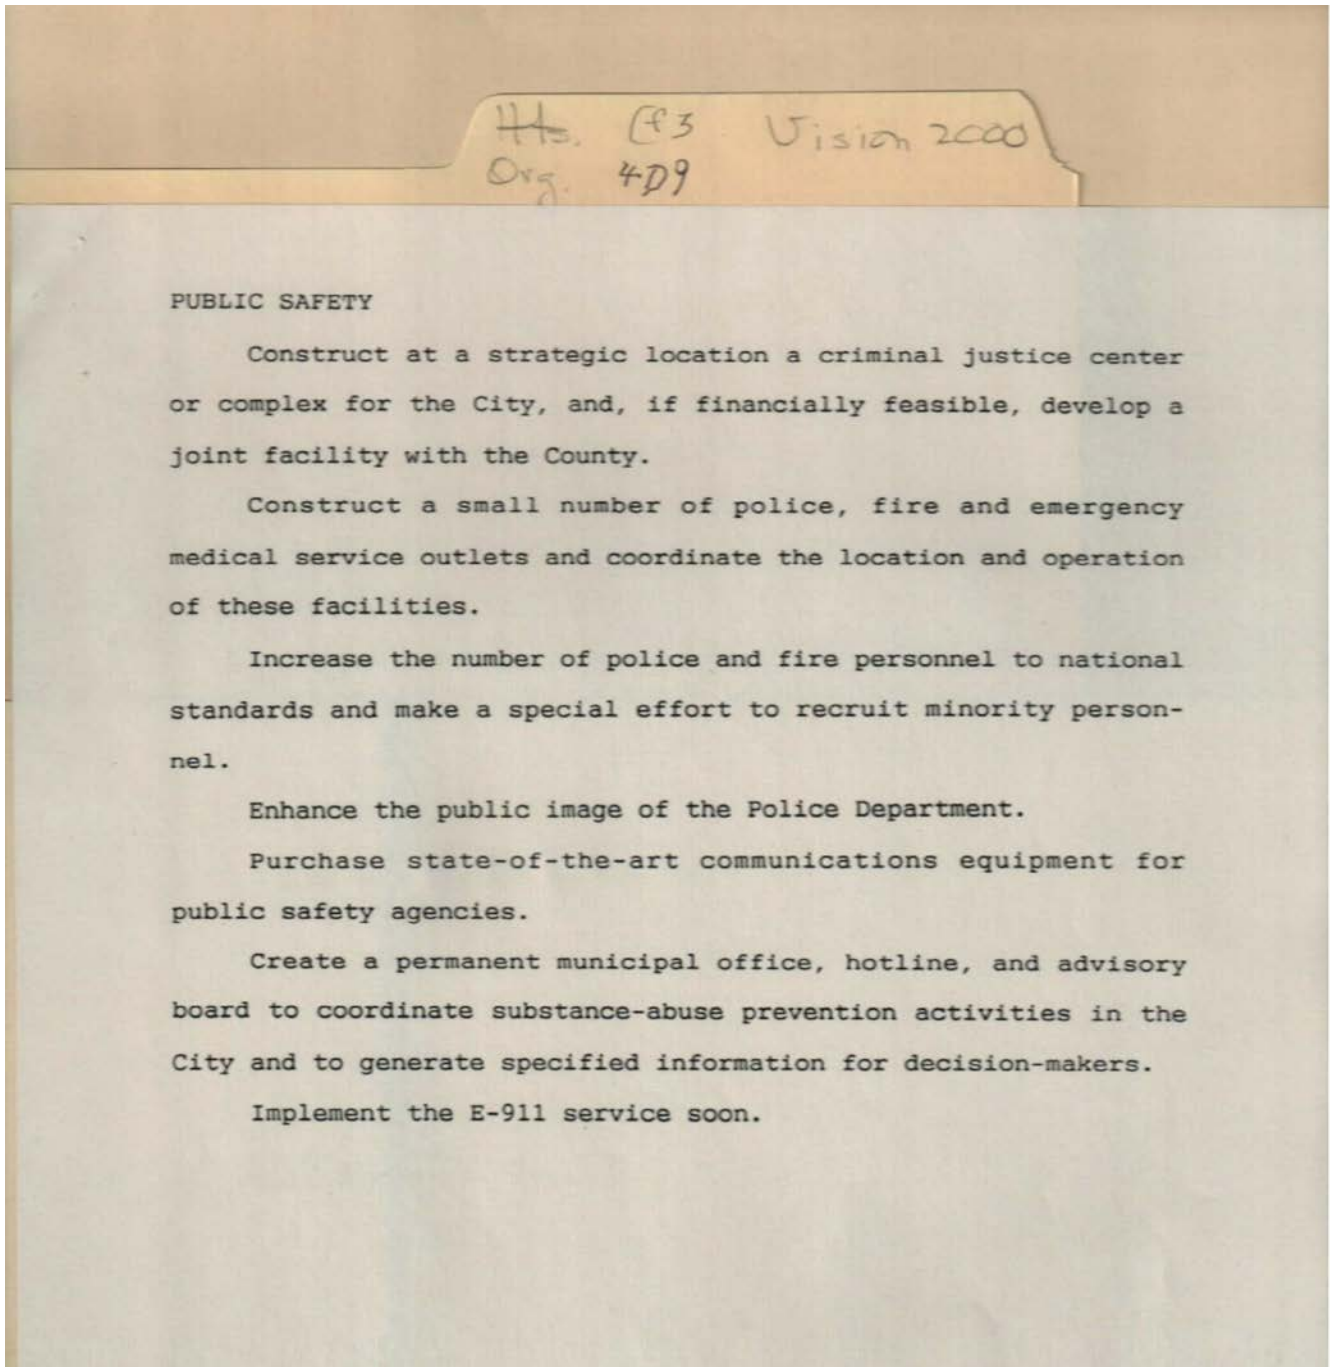 Hts. Cf3 Vision 2000
Org. 4D9
PUBLIC SAFETY
Construct at a strategic location a criminal justice center
or complex for the City, and, if financially feasible, develop a
joint facility with the County.
Construct a small number of police, fire and emergency
medical service outlets and coordinate the location and operation
of these facilities.
Increase the number of police and fire personnel to national
standards and make a special effort to recruit minority person-
nel.
Enhance the public image of the Police Department.
Purchase state-of-the-art communications equipment for
public safety agencies.
Create a permanent municipal office, hotline, and advisory
board to coordinate substance-abuse prevention activities in the
City and to generate specified information for decision-makers.
Implement the E-911 service soon.